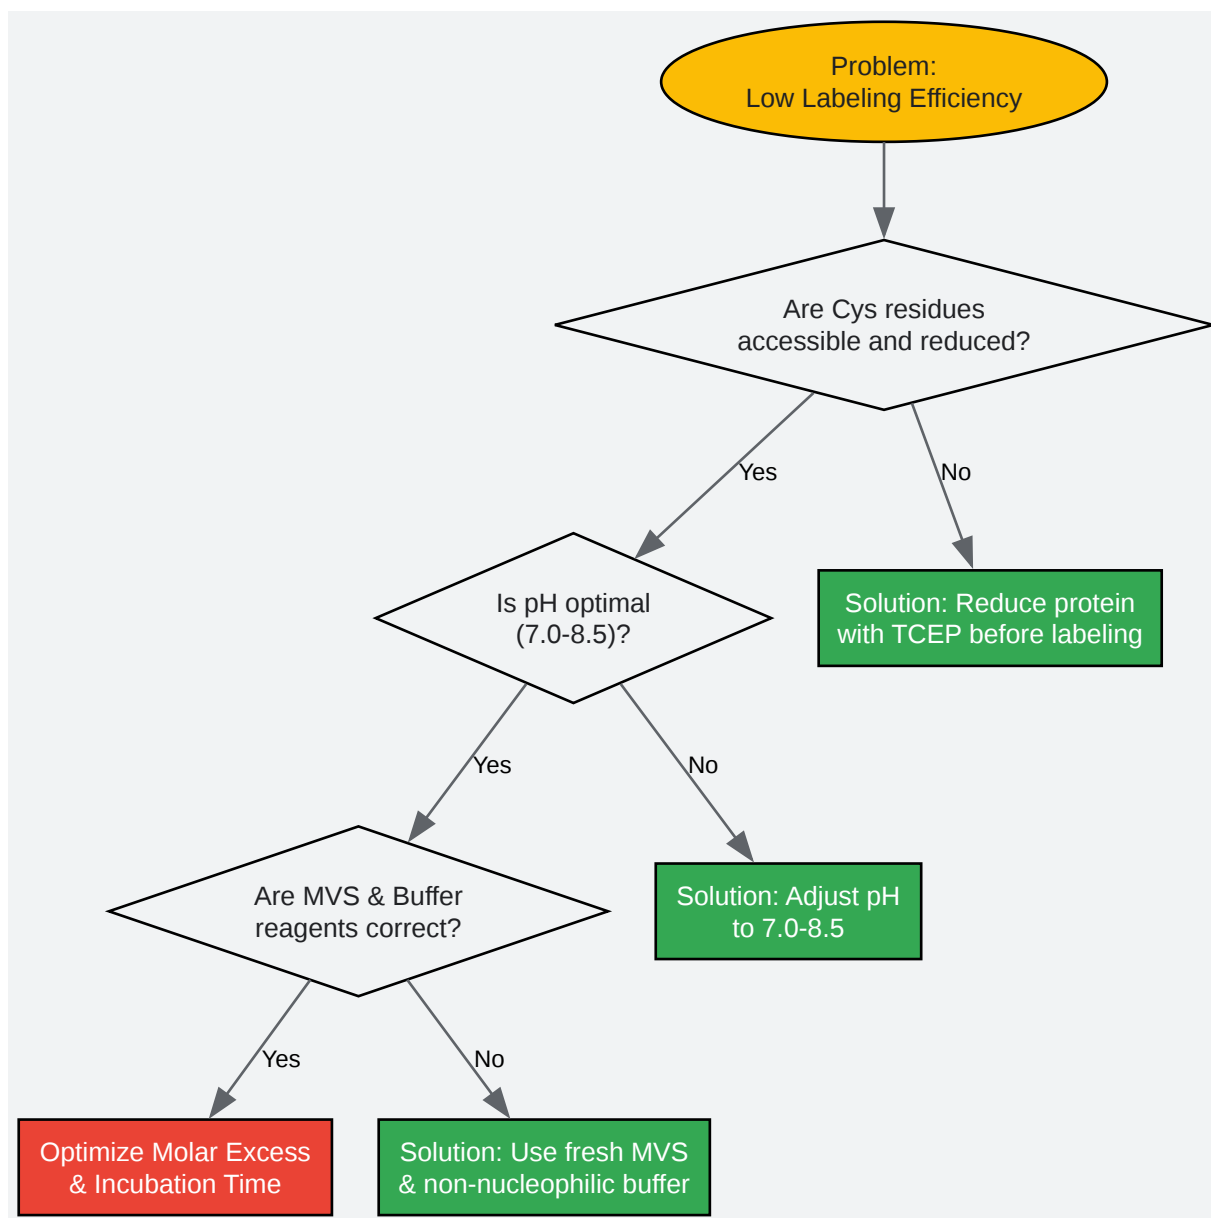 Problem:
Low Labeling Efficiency
Are Cys residues
accessible and reduced?
Yes
No
Is pH optimal
(7.0-8.5)?
Solution: Reduce protein
with TCEP before labeling
Yes
No
Are MVS & Buffer
reagents correct?
Solution: Adjust pH
to 7.0-8.5
Yes
No
Optimize Molar Excess
& Incubation Time
Solution: Use fresh MVS
& non-nucleophilic buffer